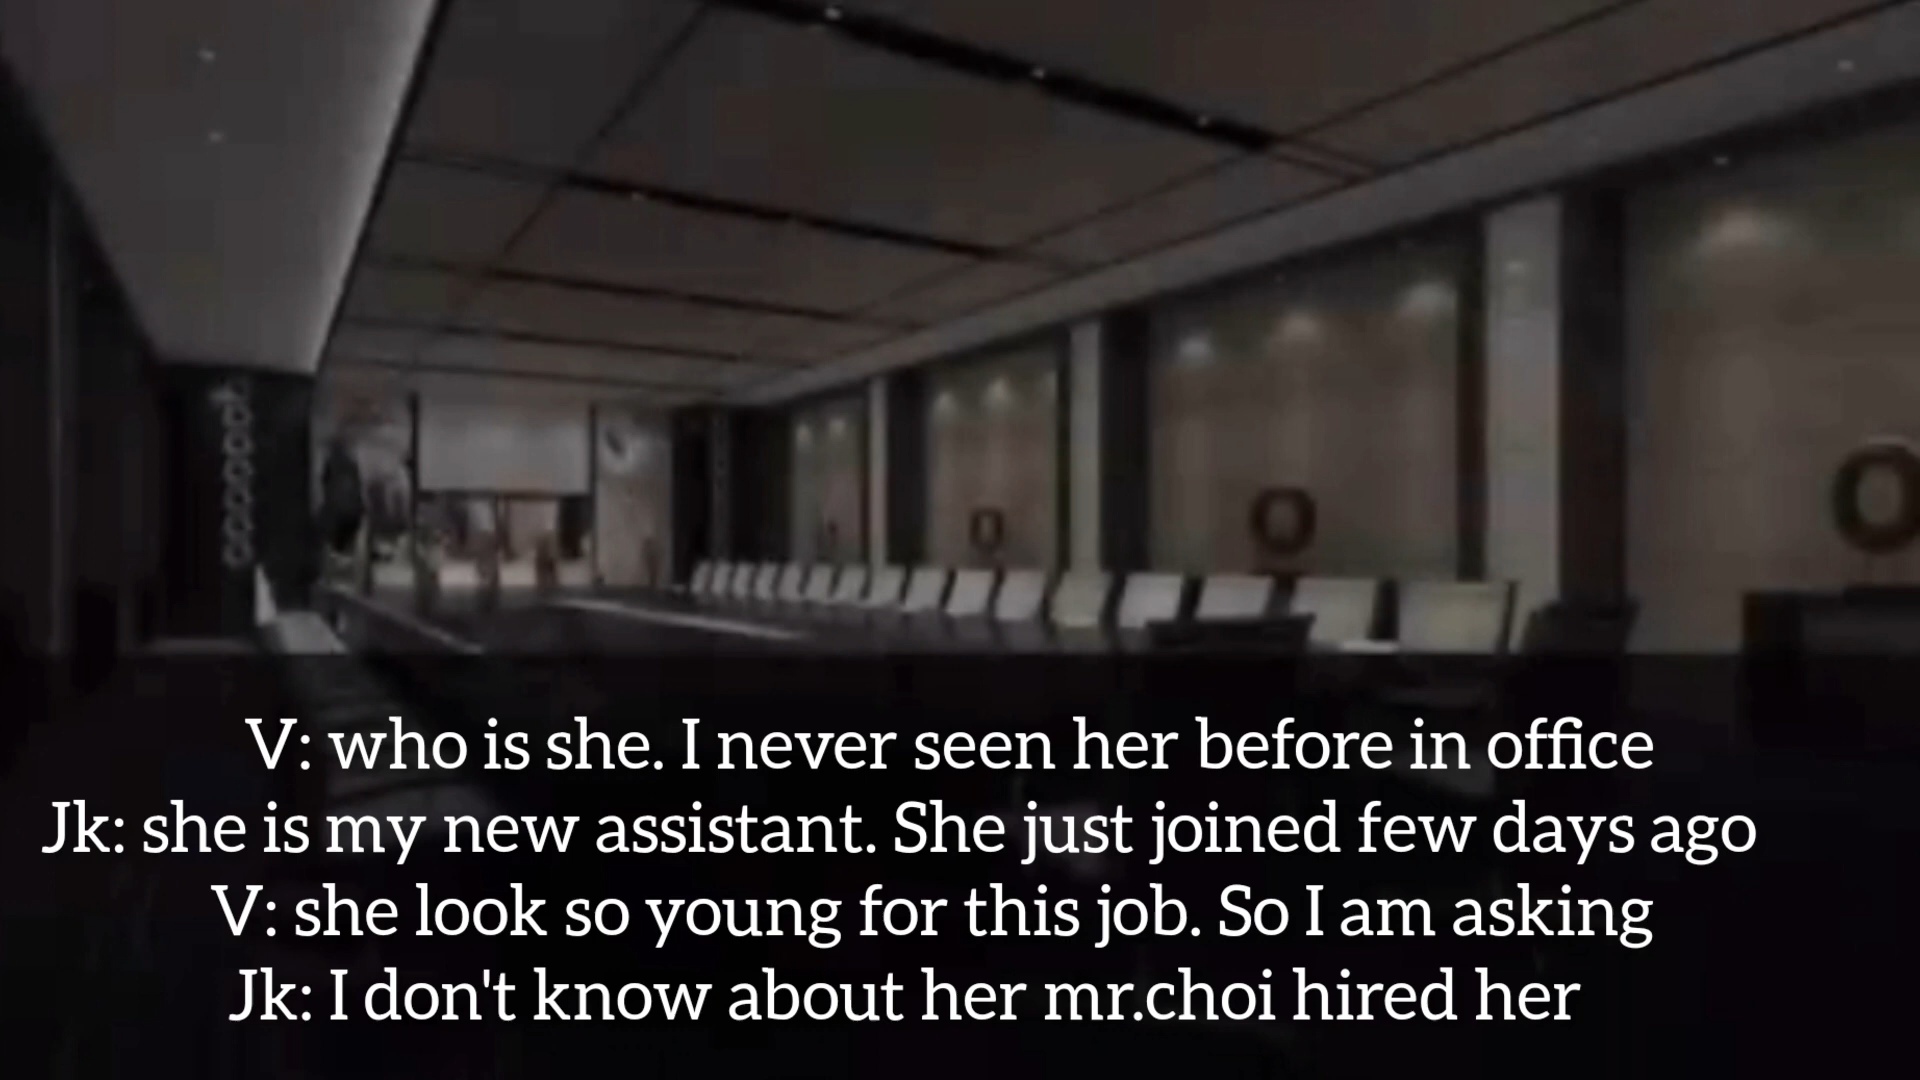 V: who is she. I never seen her before in office
Jk: she is my new assistant. She just joined few days ago
V: she look so young for this job. So I am asking
Jk: I don't know about her mr.choi hired her